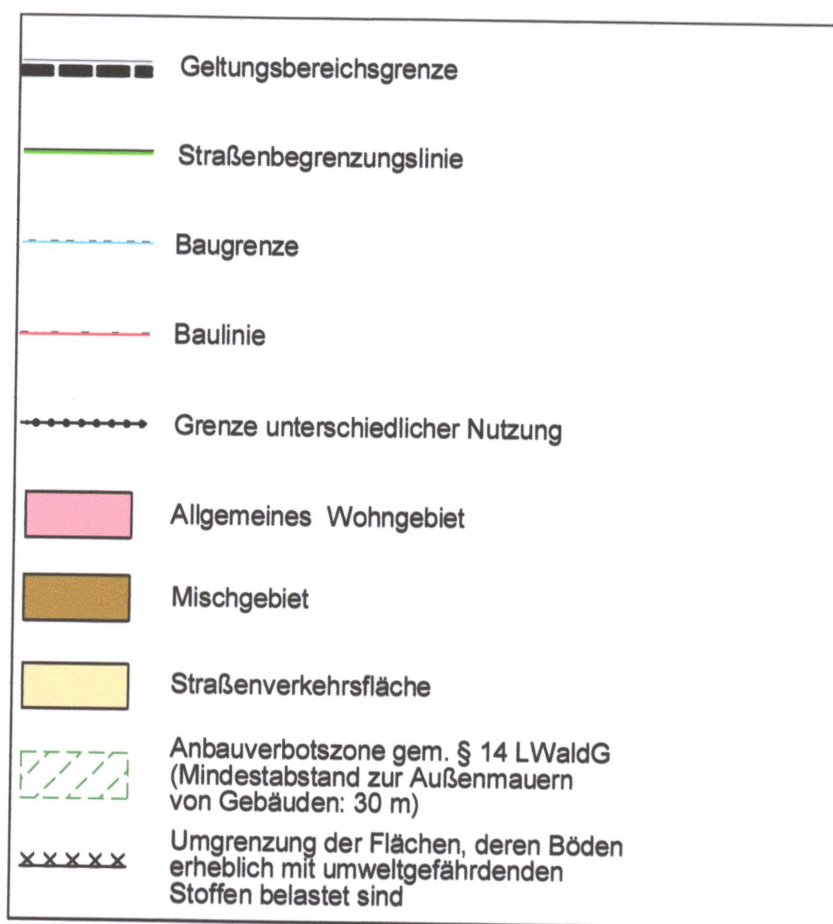 Geltungsbereichsgrenze
Straßenbegrenzungslinie
Baugrenze
Baulinie
Grenze unterschiedlicher Nutzung
Allgemeines Wohngebiet
Mischgebiet
Straßenverkehrsfläche
Anbauverbotszone gem. § 14 LWaldG
(Mindestabstand zur Außenmauern
von Gebäuden: 30 m)
Umgrenzung der Flächen, deren Böden
erheblich mit umweltgefährdenden
Stoffen belastet sind